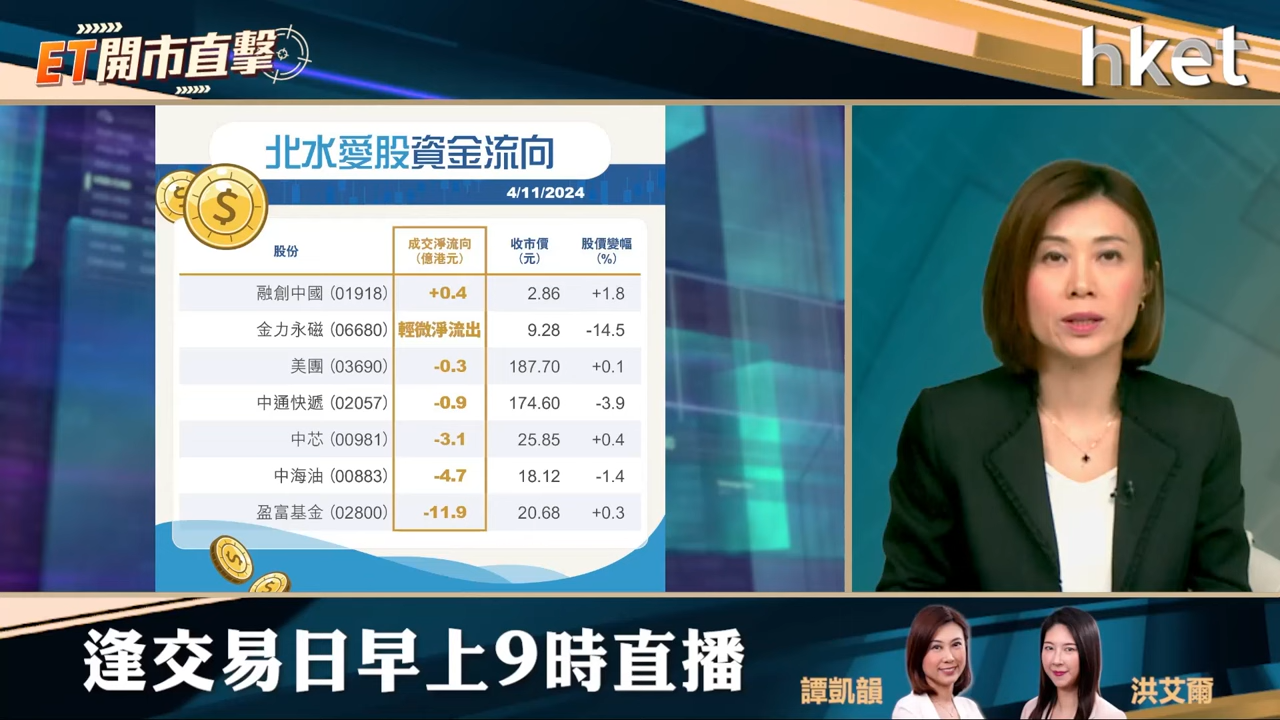 ET開市直擊
hket
北水愛股資金流向
4/11/2024
股份 成交淨流向 (億港元) 收市價 (元) 股價變幅 (%)
融創中國 (01918) +0.4 2.86 +1.8
金力永磁 (06680) 輕微淨流出 9.28 -14.5
美團 (03690) -0.3 187.70 +0.1
中通快遞 (02057) -0.9 174.60 -3.9
中芯 (00981) -3.1 25.85 +0.4
中海油 (00883) -4.7 18.12 -1.4
盈富基金 (02800) -11.9 20.68 +0.3
逢交易日早上9時直播
譚凱韻
洪艾爾